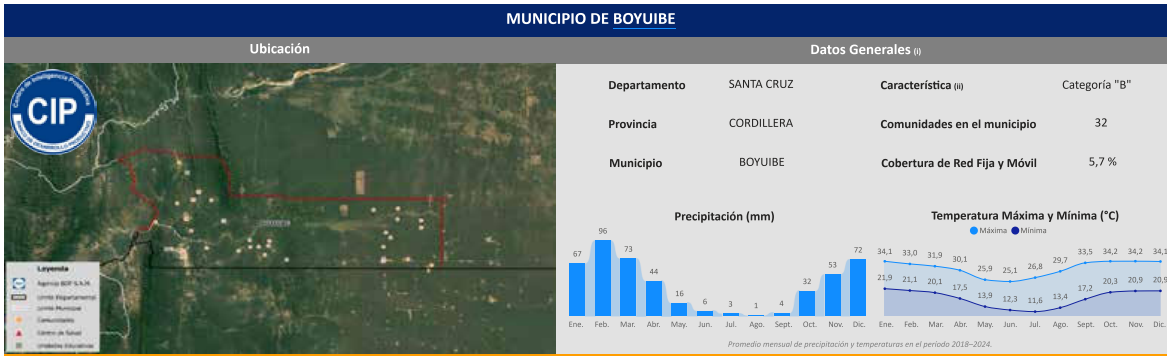 MUNICIPIO DE BOYUIBE
Ubicación
Datos Generales (i)
CIP
Leyenda
Agencia BDP S.A.M.
Límite Departamental
Límite Municipal
Comunidades
Centro de Salud
Unidades Educativas
Departamento SANTA CRUZ Característica (ii) Categoría "B"
Provincia CORDILLERA Comunidades en el municipio 32
Municipio BOYUIBE Cobertura de Red Fija y Móvil 5,7 %
Precipitación (mm)
67 96 73 44 16 6 3 1 4 32 53 72
Ene. Feb. Mar. Abr. May. Jun. Jul. Ago. Sept. Oct. Nov. Dic.
Temperatura Máxima y Mínima (°C)
Máxima Mínima
34,1 33,0 31,9 30,1 25,9 25,1 26,8 29,7 33,5 34,2 34,2 34,1
21,9 21,1 20,1 17,5 13,9 12,3 11,6 13,4 17,2 20,3 20,9 20,9
Ene. Feb. Mar. Abr. May. Jun. Jul. Ago. Sept. Oct. Nov. Dic.
Promedio mensual de precipitación y temperaturas en el periodo 2018–2024.